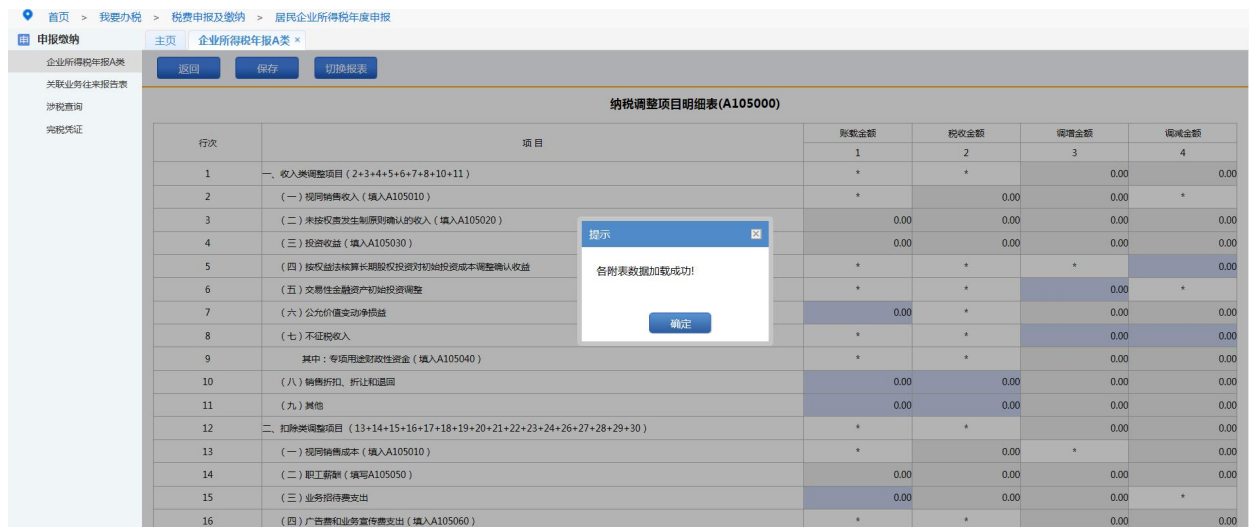 首页 > 我要办税 > 税费申报及缴纳 > 居民企业所得税年度申报
申报缴纳
主页 企业所得税年报A类 ×
企业所得税年报A类
关联业务往来报告表
涉税查询
完税凭证
返回 保存 切换报表
纳税调整项目明细表(A105000)
行次 项目 账载金额 税收金额 调增金额 调减金额
1 2 3 4
1 一、收入类调整项目（2+3+4+5+6+7+8+10+11） * * 0.00 0.00
2 （一）视同销售收入（填入A105010） * 0.00 0.00 *
3 （二）未按权责发生制原则确认的收入（填入A105020） 0.00 0.00 0.00 0.00
4 （三）投资收益（填入A105030） 0.00 0.00 0.00 0.00
5 （四）按权益法核算长期股权投资对初始投资成本调整确认收益 * * * 0.00
6 （五）交易性金融资产初始投资调整 * * 0.00 *
7 （六）公允价值变动净损益 0.00 * 0.00 0.00
8 （七）不征税收入 * * 0.00 0.00
9 其中：专项用途财政性资金（填入A105040） * * 0.00 0.00
10 （八）销售折扣、折让和退回 0.00 0.00 0.00 0.00
11 （九）其他 0.00 0.00 0.00 0.00
12 二、扣除类调整项目（13+14+15+16+17+18+19+20+21+22+23+24+26+27+28+29+30） * * 0.00 0.00
13 （一）视同销售成本（填入A105010） * 0.00 * 0.00
14 （二）职工薪酬（填写A105050） 0.00 0.00 0.00 0.00
15 （三）业务招待费支出 0.00 0.00 0.00 *
16 （四）广告费和业务宣传费支出（填入A105060） * * 0.00 0.00
提示
各附表数据加载成功!
确定